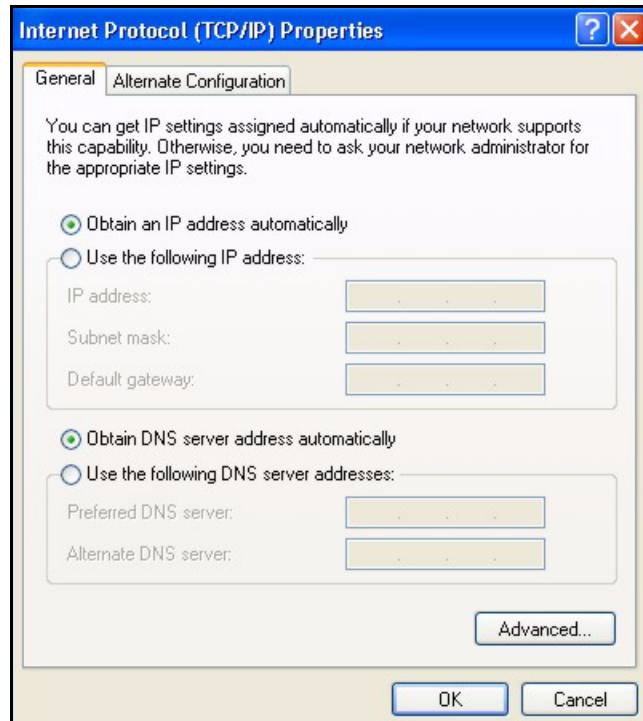 Internet Protocol (TCP/IP) Properties
General
Alternate Configuration
You can get IP settings assigned automatically if your network supports
this capability. Otherwise, you need to ask your network administrator for
the appropriate IP settings.
Obtain an IP address automatically
Use the following IP address:
IP address:
Subnet mask:
Default gateway:
Obtain DNS server address automatically
Use the following DNS server addresses:
Preferred DNS server:
Alternate DNS server:
Advanced...
OK
Cancel